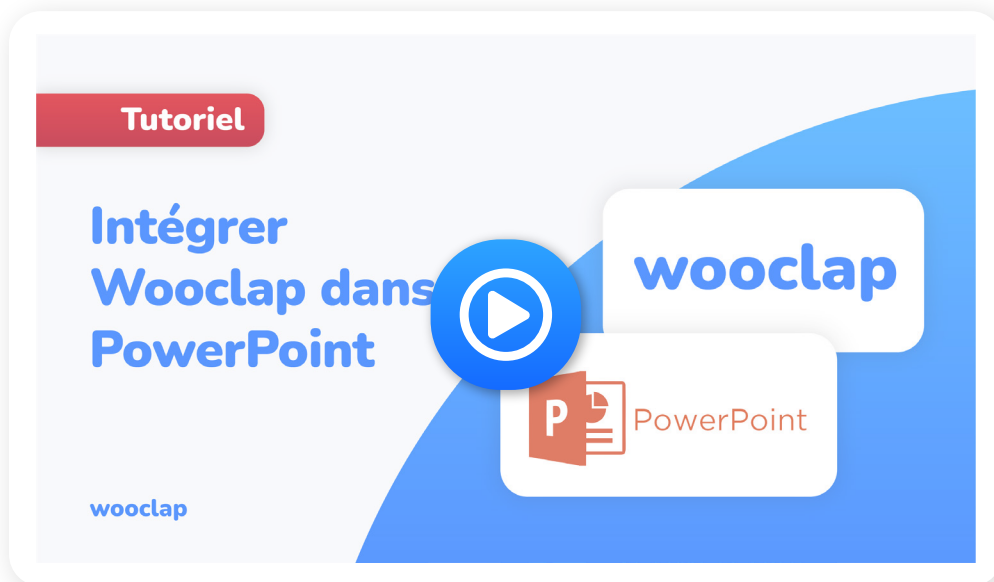 Tutoriel
Intégrer
Wooclap dans
PowerPoint
wooclap
P PowerPoint
wooclap